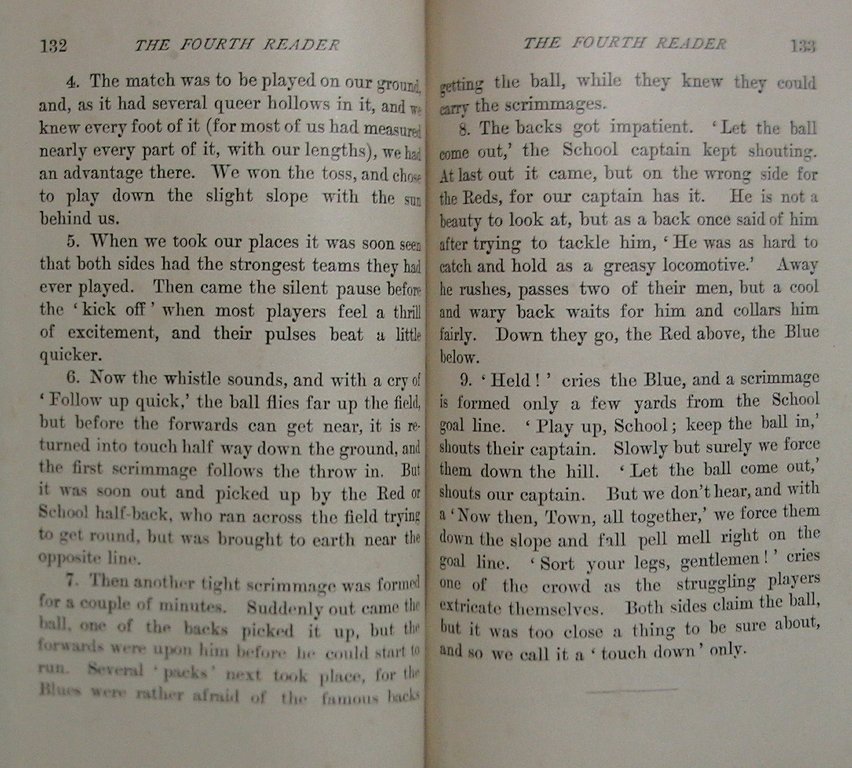 132 THE FOURTH READER
4. The match was to be played on our ground,
and, as it had several queer hollows in it, and we
knew every foot of it (for most of us had measured
nearly every part of it, with our lengths), we had
an advantage there. We won the toss, and chose
to play down the slight slope with the sun
behind us.
5. When we took our places it was soon seen
that both sides had the strongest teams they had
ever played. Then came the silent pause before
the ‘kick off’ when most players feel a thrill
of excitement, and their pulses beat a little
quicker.
6. Now the whistle sounds, and with a cry of
‘Follow up quick,’ the ball flies far up the field,
but before the forwards can get near, it is re-
turned into touch half way down the ground, and
the first scrimmage follows the throw in. But
it was soon out and picked up by the Red or
School half-back, who ran across the field trying
to get round, but was brought to earth near the
opposite line.
7. Then another tight scrimmage was formed
for a couple of minutes. Suddenly out came the
ball, one of the backs picked it up, but the
forwards were upon him before he could start to
run. Several ‘packs’ next took place, for the
Blues were rather afraid of the famous backs
THE FOURTH READER 133
getting the ball, while they knew they could
carry the scrimmages.
8. The backs got impatient. ‘Let the ball
come out,’ the School captain kept shouting.
At last out it came, but on the wrong side for
the Reds, for our captain has it. He is not a
beauty to look at, but as a back once said of him
after trying to tackle him, ‘He was as hard to
catch and hold as a greasy locomotive.’ Away
he rushes, passes two of their men, but a cool
and wary back waits for him and collars him
fairly. Down they go, the Red above, the Blue
below.
9. ‘Held!’ cries the Blue, and a scrimmage
is formed only a few yards from the School
goal line. ‘Play up, School; keep the ball in,’
shouts their captain. Slowly but surely we force
them down the hill. ‘Let the ball come out,’
shouts our captain. But we don't hear, and with
a ‘Now then, Town, all together,’ we force them
down the slope and fall pell mell right on the
goal line. ‘Sort your legs, gentlemen!’ cries
one of the crowd as the struggling players
extricate themselves. Both sides claim the ball,
but it was too close a thing to be sure about,
and so we call it a ‘touch down’ only.